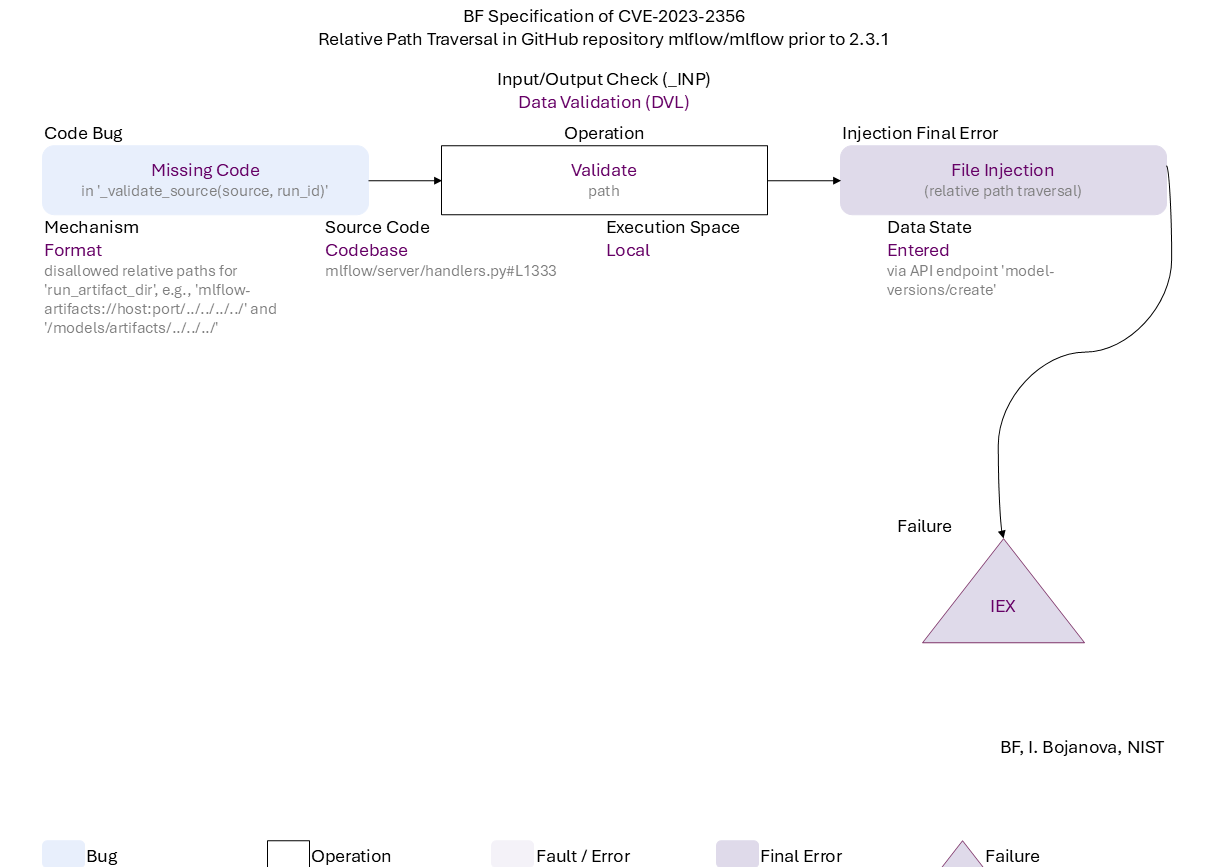 BF Specification of CVE-2023-2356
Relative Path Traversal in GitHub repository mlflow/mlflow prior to 2.3.1
Input/Output Check (_INP)
Data Validation (DVL)
Code Bug
Operation
Injection Final Error
Missing Code
in '_validate_source(source, run_id)'
Validate
path
File Injection
(relative path traversal)
Mechanism
Format
disallowed relative paths for
'run_artifact_dir', e.g., 'mlflow-
artifacts://host:port/../../../../' and
'/models/artifacts/../../../'
Source Code
Codebase
mlflow/server/handlers.py#L1333
Execution Space
Local
Data State
Entered
via API endpoint 'model-
versions/create'
Failure
IEX
BF, I. Bojanova, NIST
Bug
Operation
Fault / Error
Final Error
Failure